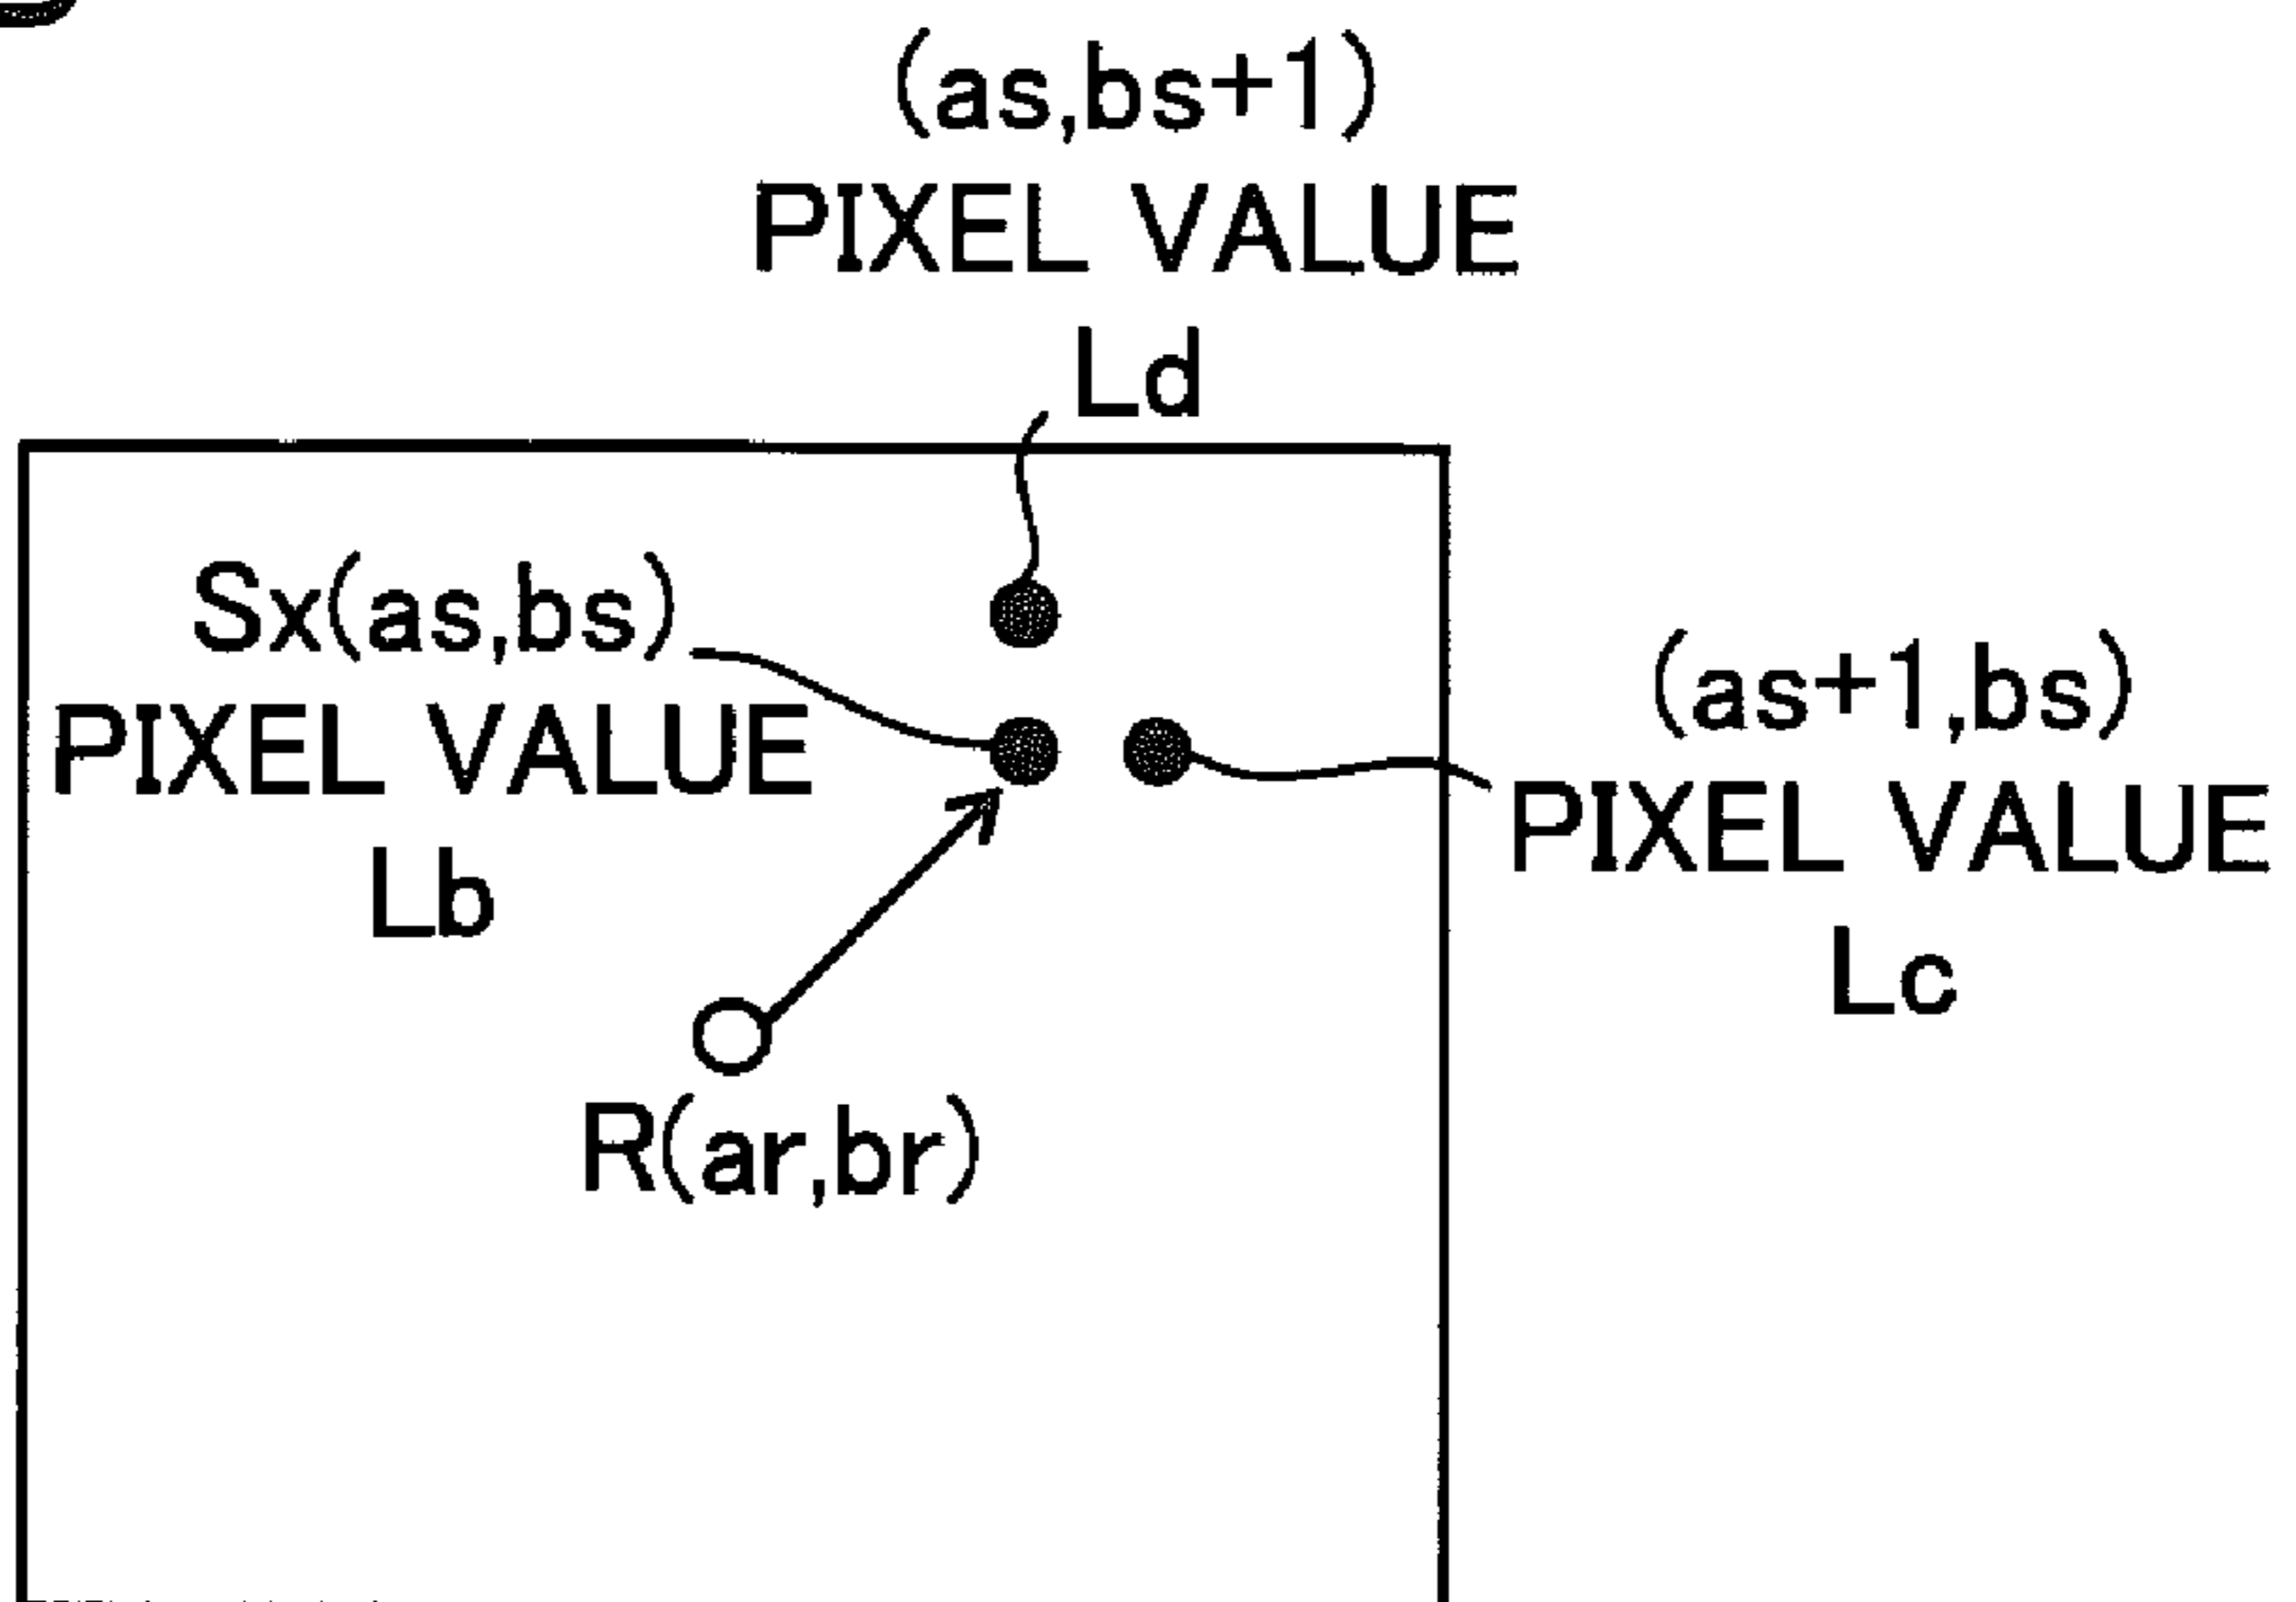 (as,bs+1)
PIXEL VALUE
Ld
Sx(as,bs)
PIXEL VALUE
Lb
(as+1,bs)
PIXEL VALUE
Lc
R(ar,br)